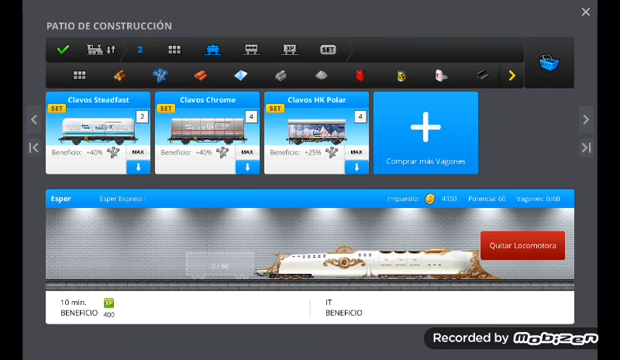 PATIO DE CONSTRUCCIÓN
2
XP
SET
Clavos Steadfast
SET
2
Beneficio: +40%
MAX
Clavos Chrome
SET
4
Beneficio: +40%
MAX
Clavos HK Polar
SET
4
Beneficio: +25%
MAX
Comprar más Vagones
Esper
Esper Express I
Impuesto: 4350
Potencia: 60
Vagones: 0/60
0 / 60
Quitar Locomotora
10 min.
BENEFICIO
XP
400
IT
BENEFICIO
Recorded by MOBIZEN